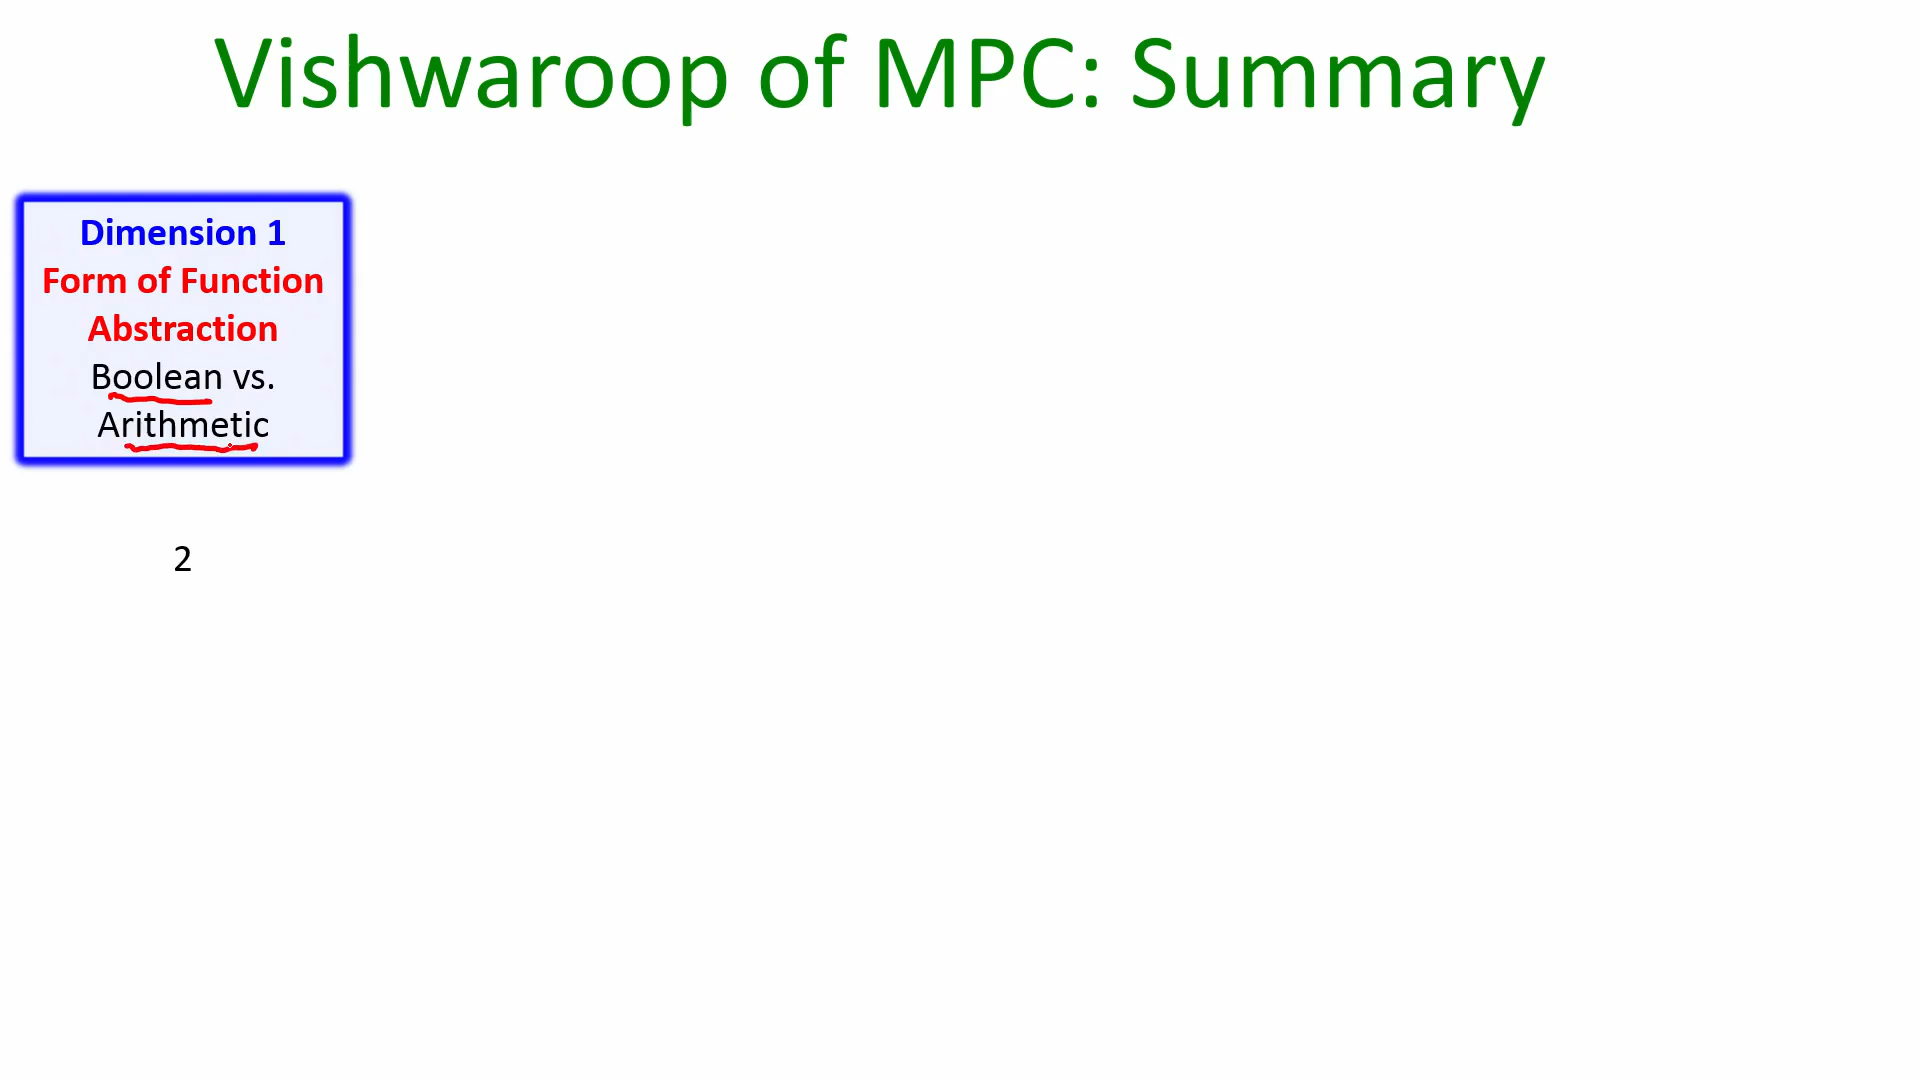 Vishwaroop of MPC: Summary
Dimension 1
Form of Function
Abstraction
Boolean vs.
Arithmetic
2